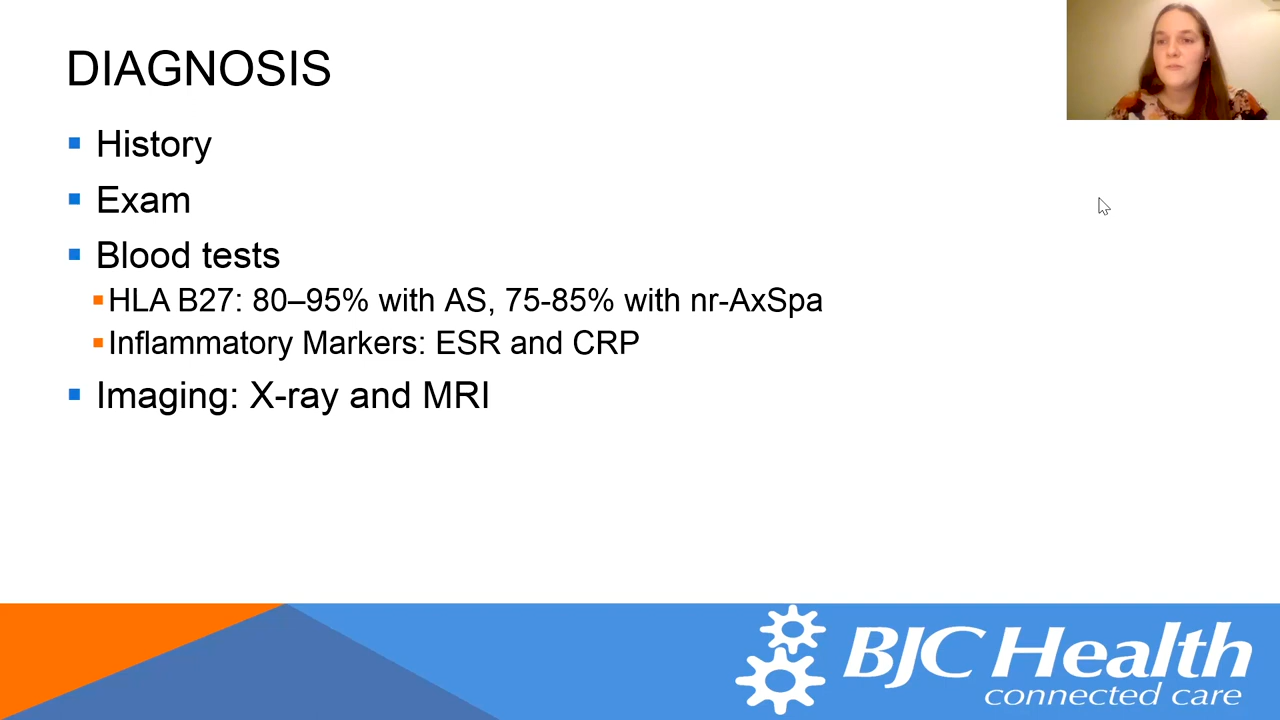 DIAGNOSIS
History
Exam
Blood tests
HLA B27: 80–95% with AS, 75-85% with nr-AxSpa
Inflammatory Markers: ESR and CRP
Imaging: X-ray and MRI
BJC Health
connected care